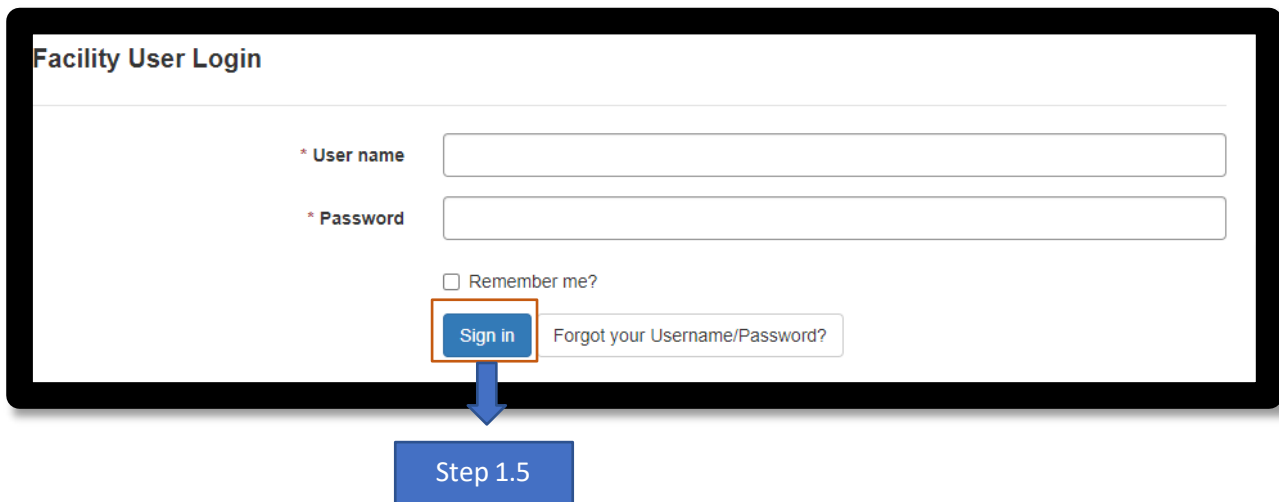 Facility User Login
* User name
* Password
Remember me?
Sign in Forgot your Username/Password?
Step 1.5